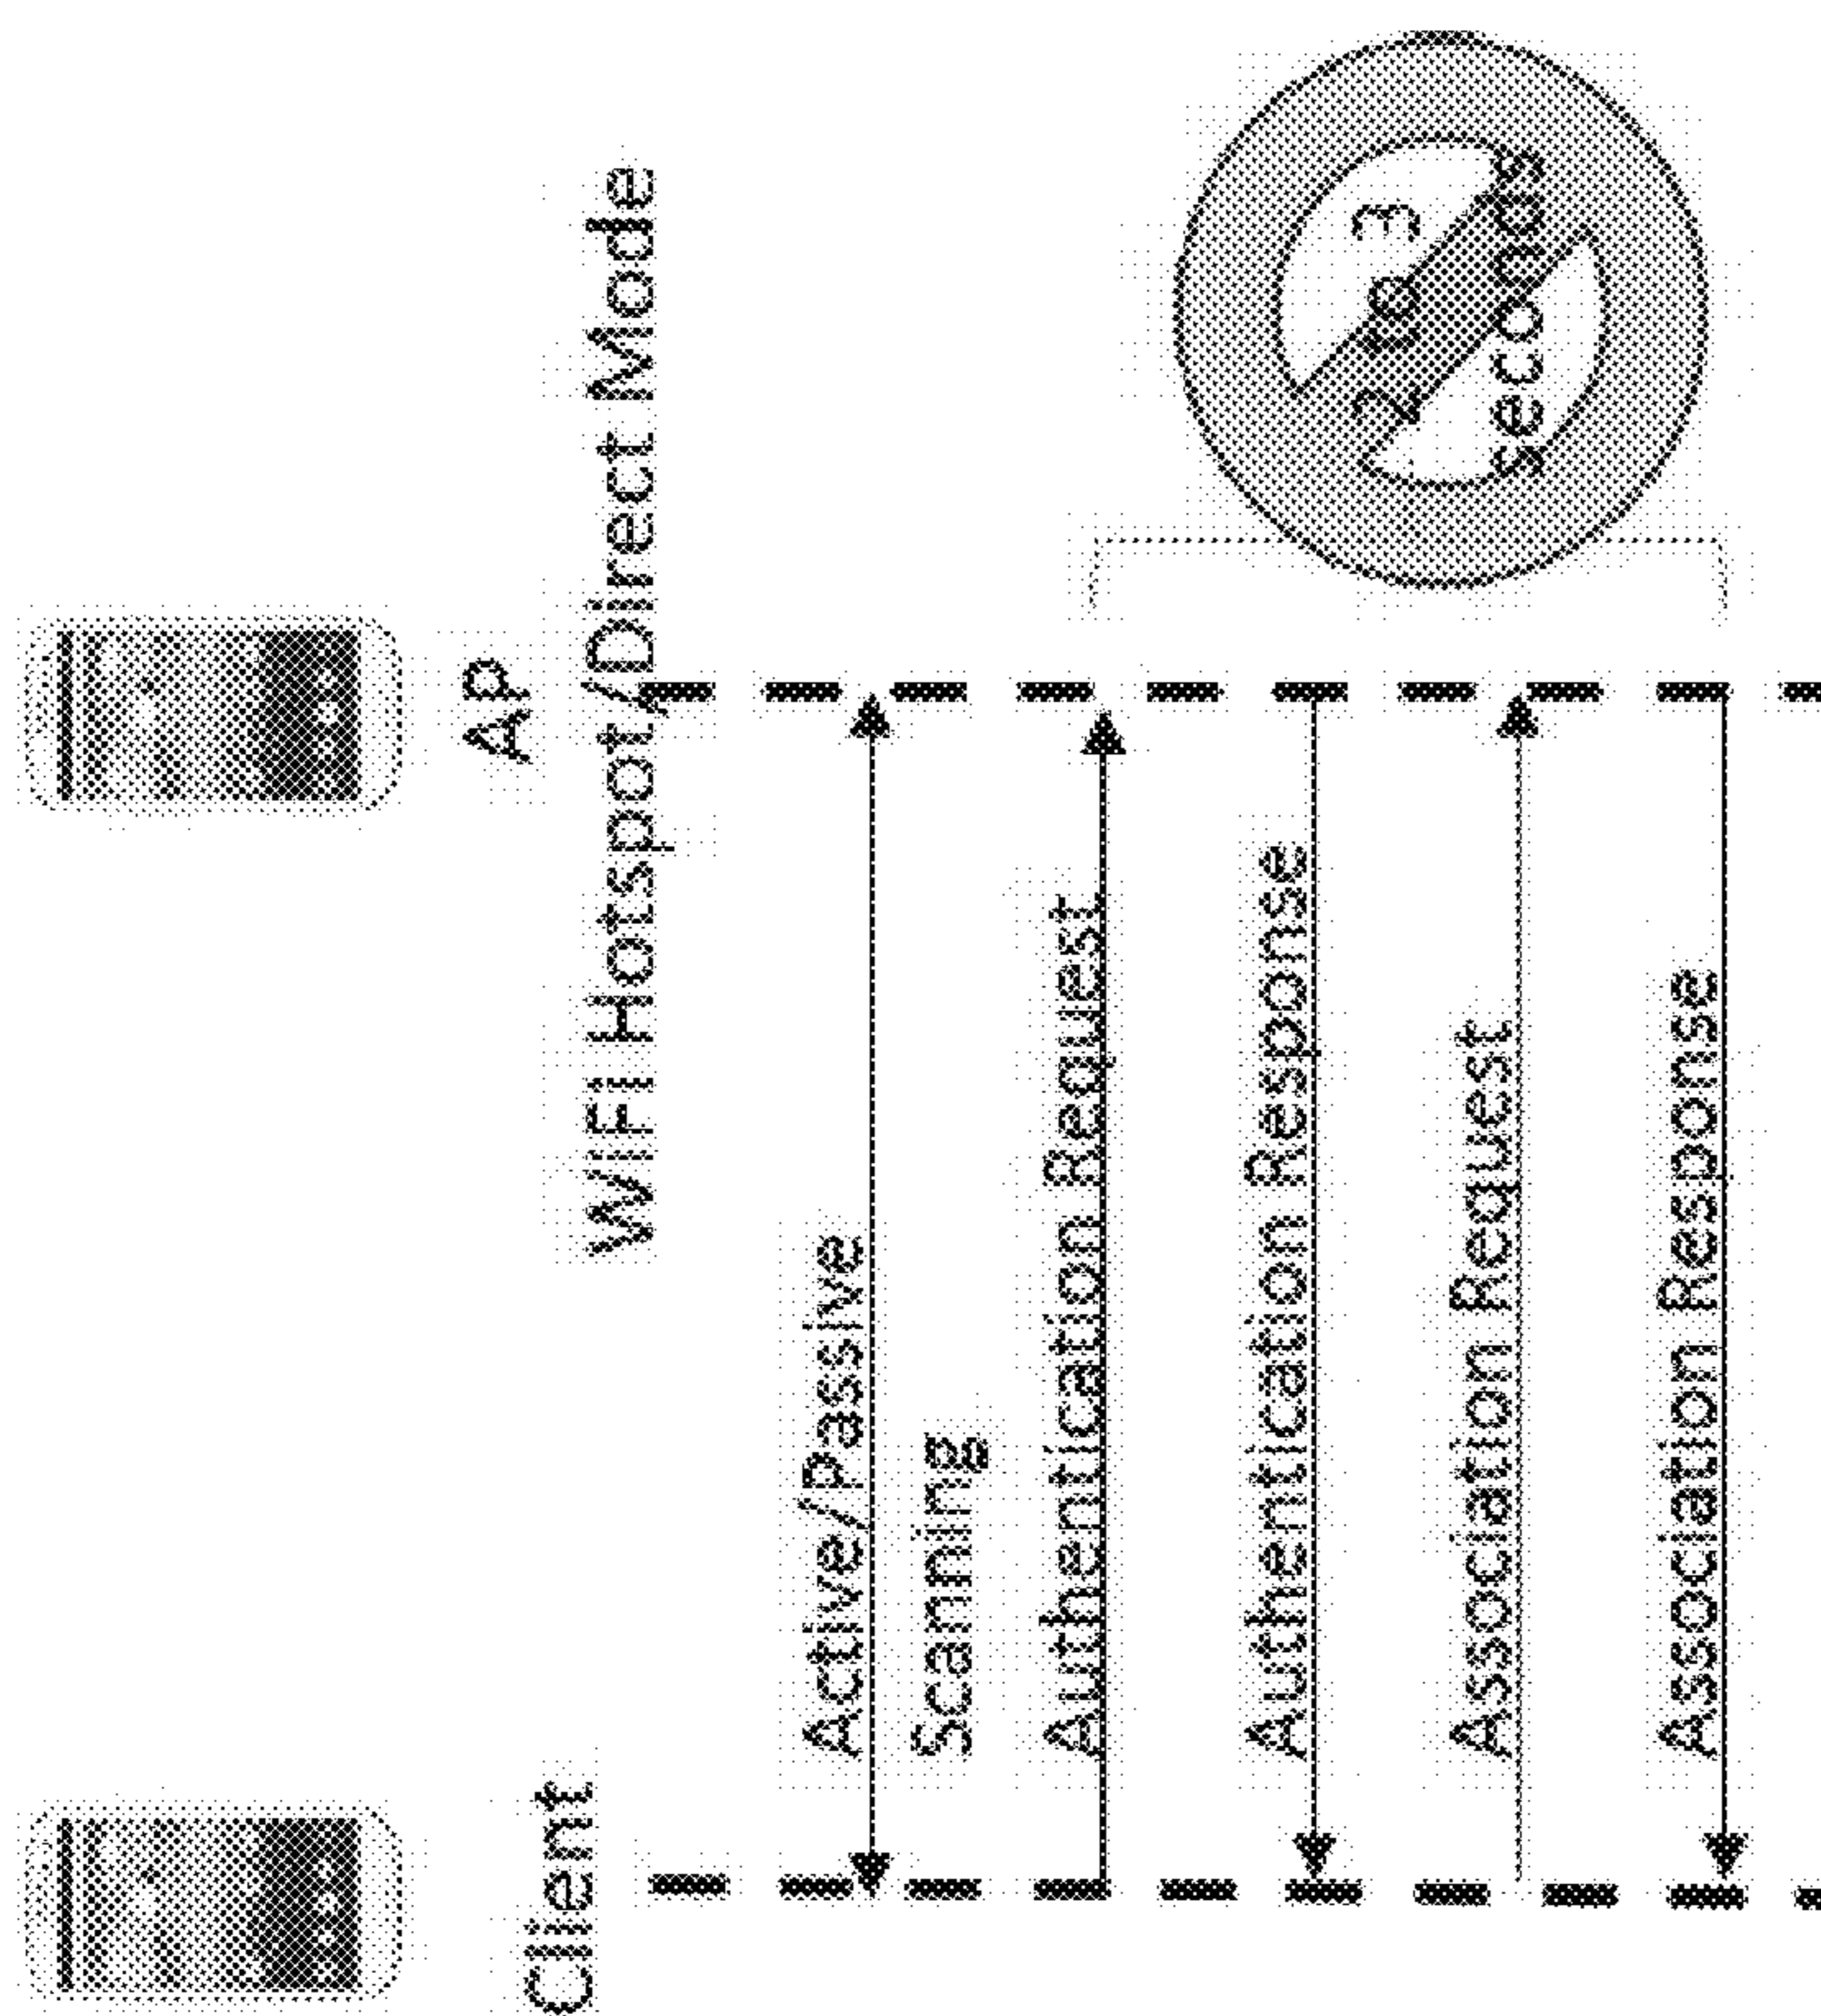 Client
AP
WiFi Hotspot/Direct Mode
Active/Passive
Scanning
Authentication Request
Authentication Response
Association Request
Association Response
2 to 3
seconds